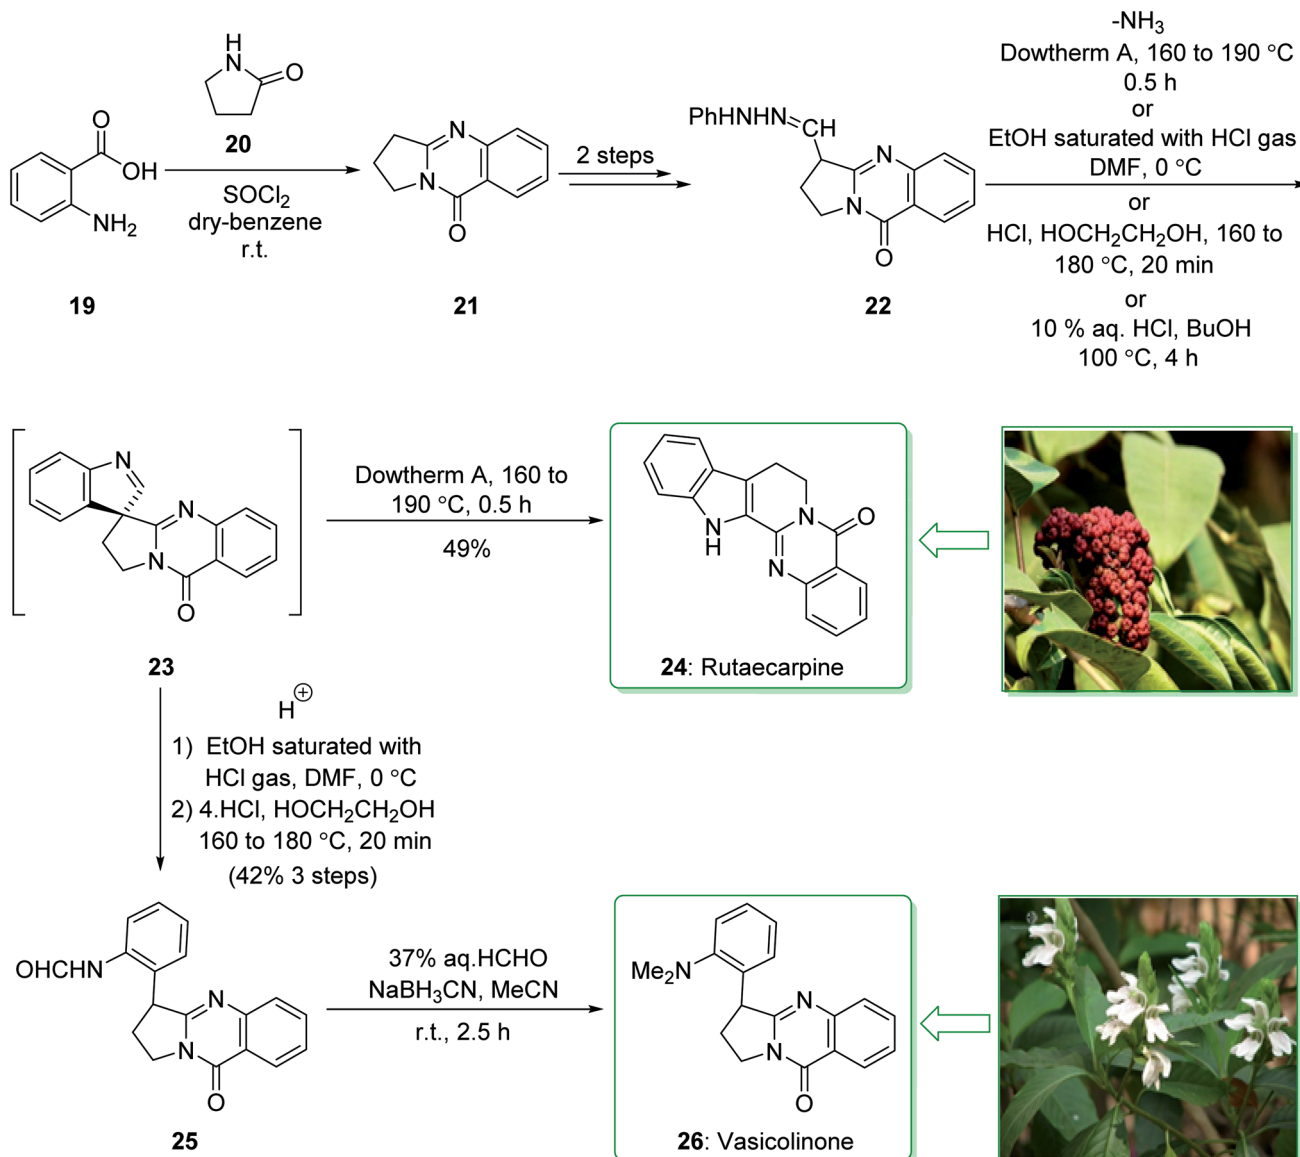 H
N
O
20
O
OH
NH₂
19
SOCl₂
dry-benzene
r.t.
N
N
O
21
2 steps
PhHNHN
CH
N
N
O
22
-NH₃
Dowtherm A, 160 to 190 °C
0.5 h
or
EtOH saturated with HCl gas
DMF, 0 °C
or
HCl, HOCH₂CH₂OH, 160 to
180 °C, 20 min
or
10 % aq. HCl, BuOH
100 °C, 4 h
N
N
N
O
23
Dowtherm A, 160 to
190 °C, 0.5 h
49%
N
H
N
O
N
24: Rutaecarpine
H⊕
1) EtOH saturated with
HCl gas, DMF, 0 °C
2) 4.HCl, HOCH₂CH₂OH
160 to 180 °C, 20 min
(42% 3 steps)
OHCHN
N
N
O
25
37% aq.HCHO
NaBH₃CN, MeCN
r.t., 2.5 h
Me₂N
N
N
O
26: Vasicolinone